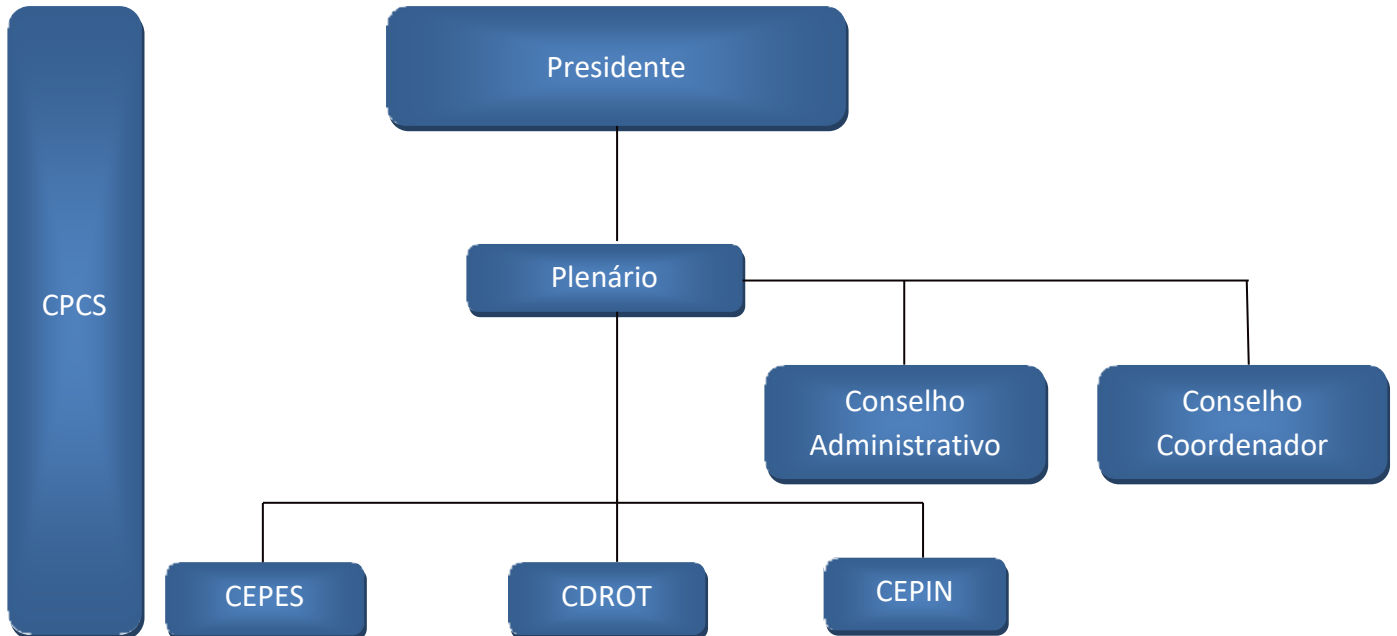 Presidente
Plenário
CPCS
Conselho
Administrativo
Conselho
Coordenador
CEPES
CDROT
CEPIN